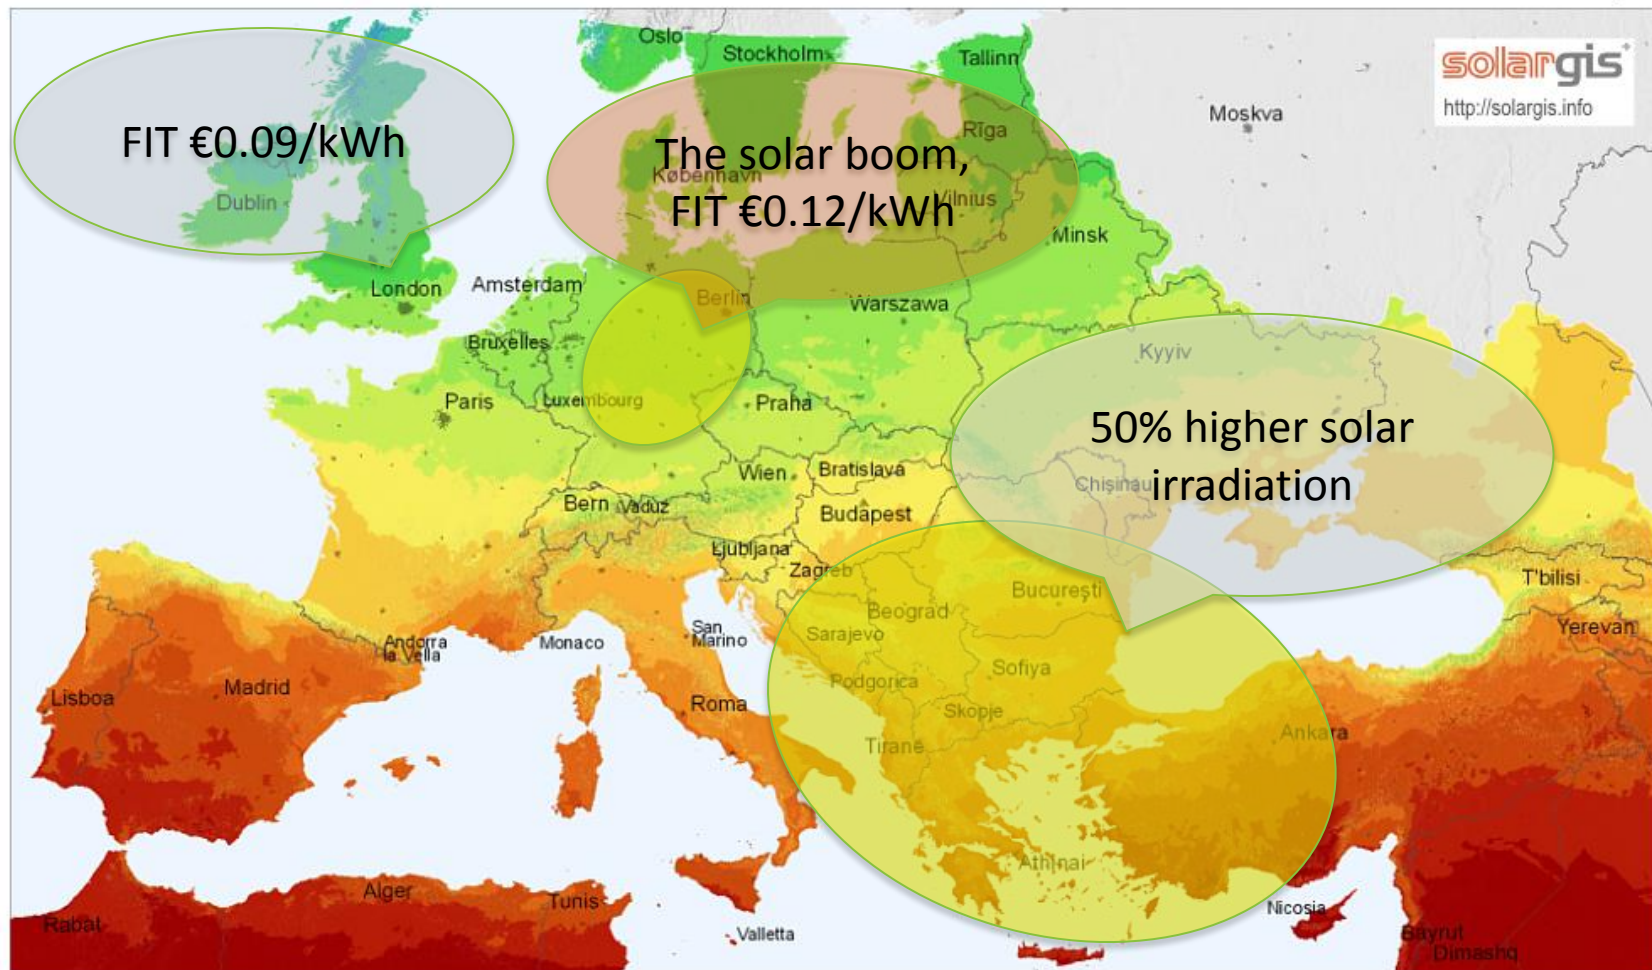 Oslo
Stockholm
Tallinn
solargis
http://solargis.info
Moskva
FIT €0.09/kWh
The solar boom,
FIT €0.12/kWh
Rīga
København
Dublin
Vilnius
Minsk
London
Amsterdam
Berlin
Warszawa
Bruxelles
Kyyiv
Paris
Luxembourg
Praha
50% higher solar
irradiation
Wien
Bratislava
Chişinau
Bern
Vaduz
Budapest
Ljubljana
Zagreb
T'bilisi
Bucureşti
Beograd
Sarajevo
Yerevan
Andorra
la Vella
Monaco
San
Marino
Sofiya
Podgorica
Lisboa
Madrid
Roma
Skopje
Tiranë
Ankara
Athinai
Alger
Tunis
Nicosia
Rabat
Valletta
Bayrut
Dimashq